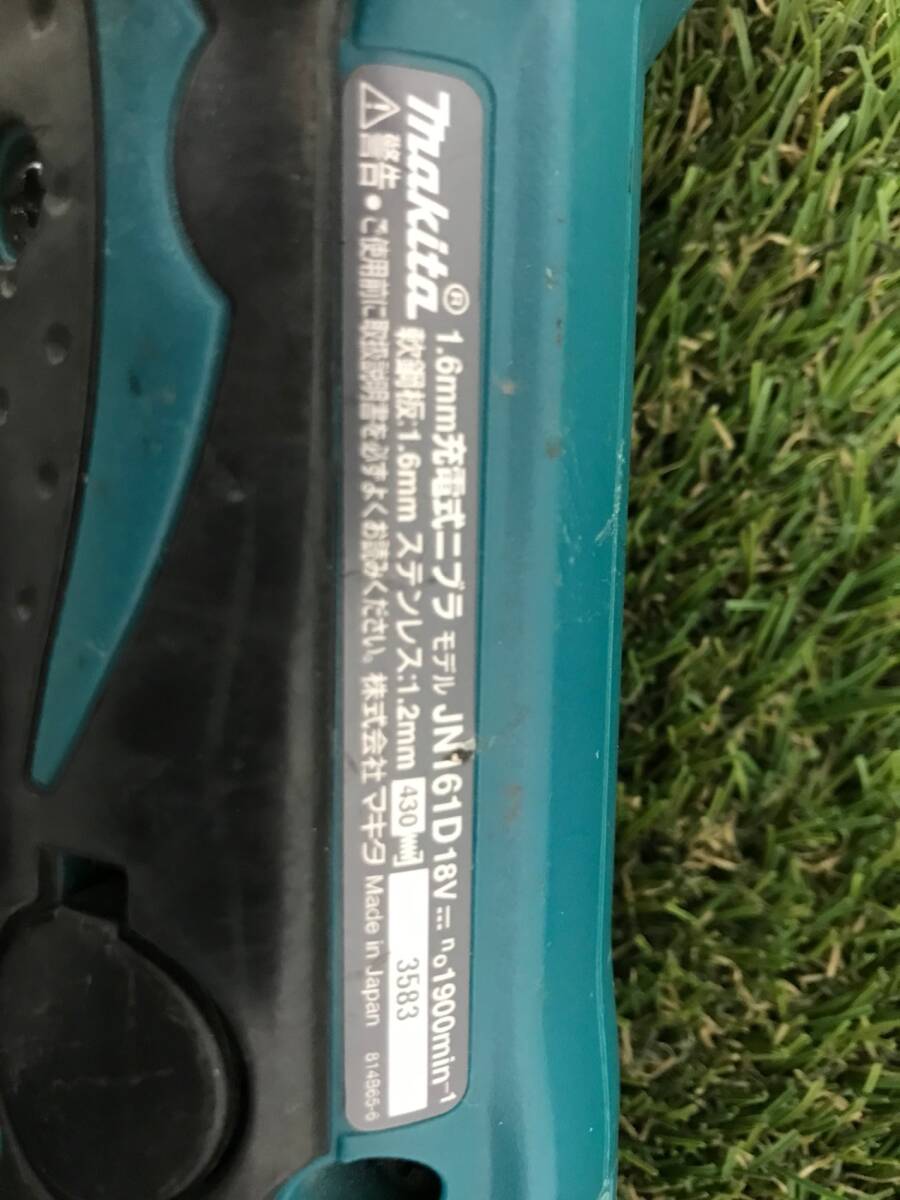 makita® 1.6mm充電式ニブラ モデル JN161D 18V⎓ n₀1900min⁻¹
軟鋼板:1.6mm ステンレス:1.2mm 430 3583
⚠警告・ご使用前に取扱説明書を必ずよくお読みください。 株式会社 マキタ Made in Japan 814B65-6